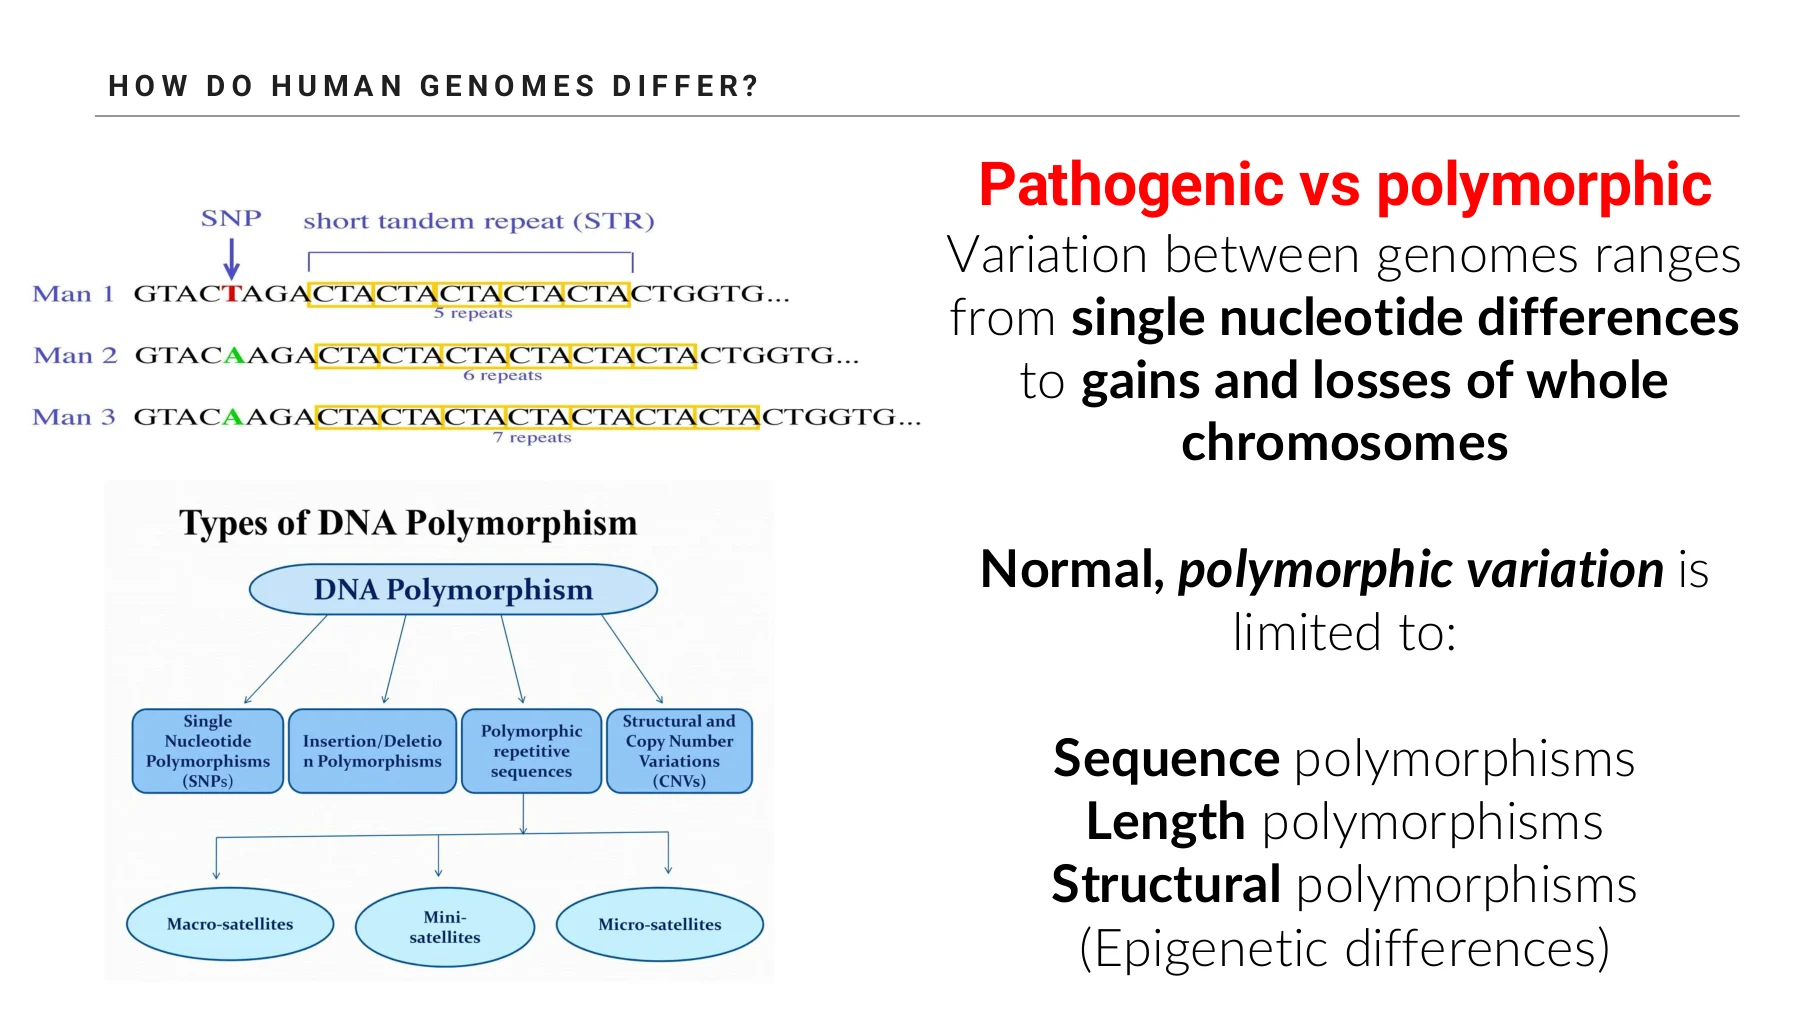 HOW DO HUMAN GENOMES DIFFER?
SNP short tandem repeat (STR)
Man 1 GTACTAGACTACTACTACTACTACTGGTG...
5 repeats
Man 2 GTACAAGACTACTACTACTACTACTACTGGTG...
6 repeats
Man 3 GTACAAGACTACTACTACTACTACTACTACTGGTG...
7 repeats
Types of DNA Polymorphism
DNA Polymorphism
Single
Nucleotide
Polymorphisms
(SNPs)
Insertion/Deletio
n Polymorphisms
Polymorphic
repetitive
sequences
Structural and
Copy Number
Variations
(CNVs)
Macro-satellites
Mini-
satellites
Micro-satellites
Pathogenic vs polymorphic
Variation between genomes ranges
from single nucleotide differences
to gains and losses of whole
chromosomes
Normal, polymorphic variation is
limited to:
Sequence polymorphisms
Length polymorphisms
Structural polymorphisms
(Epigenetic differences)